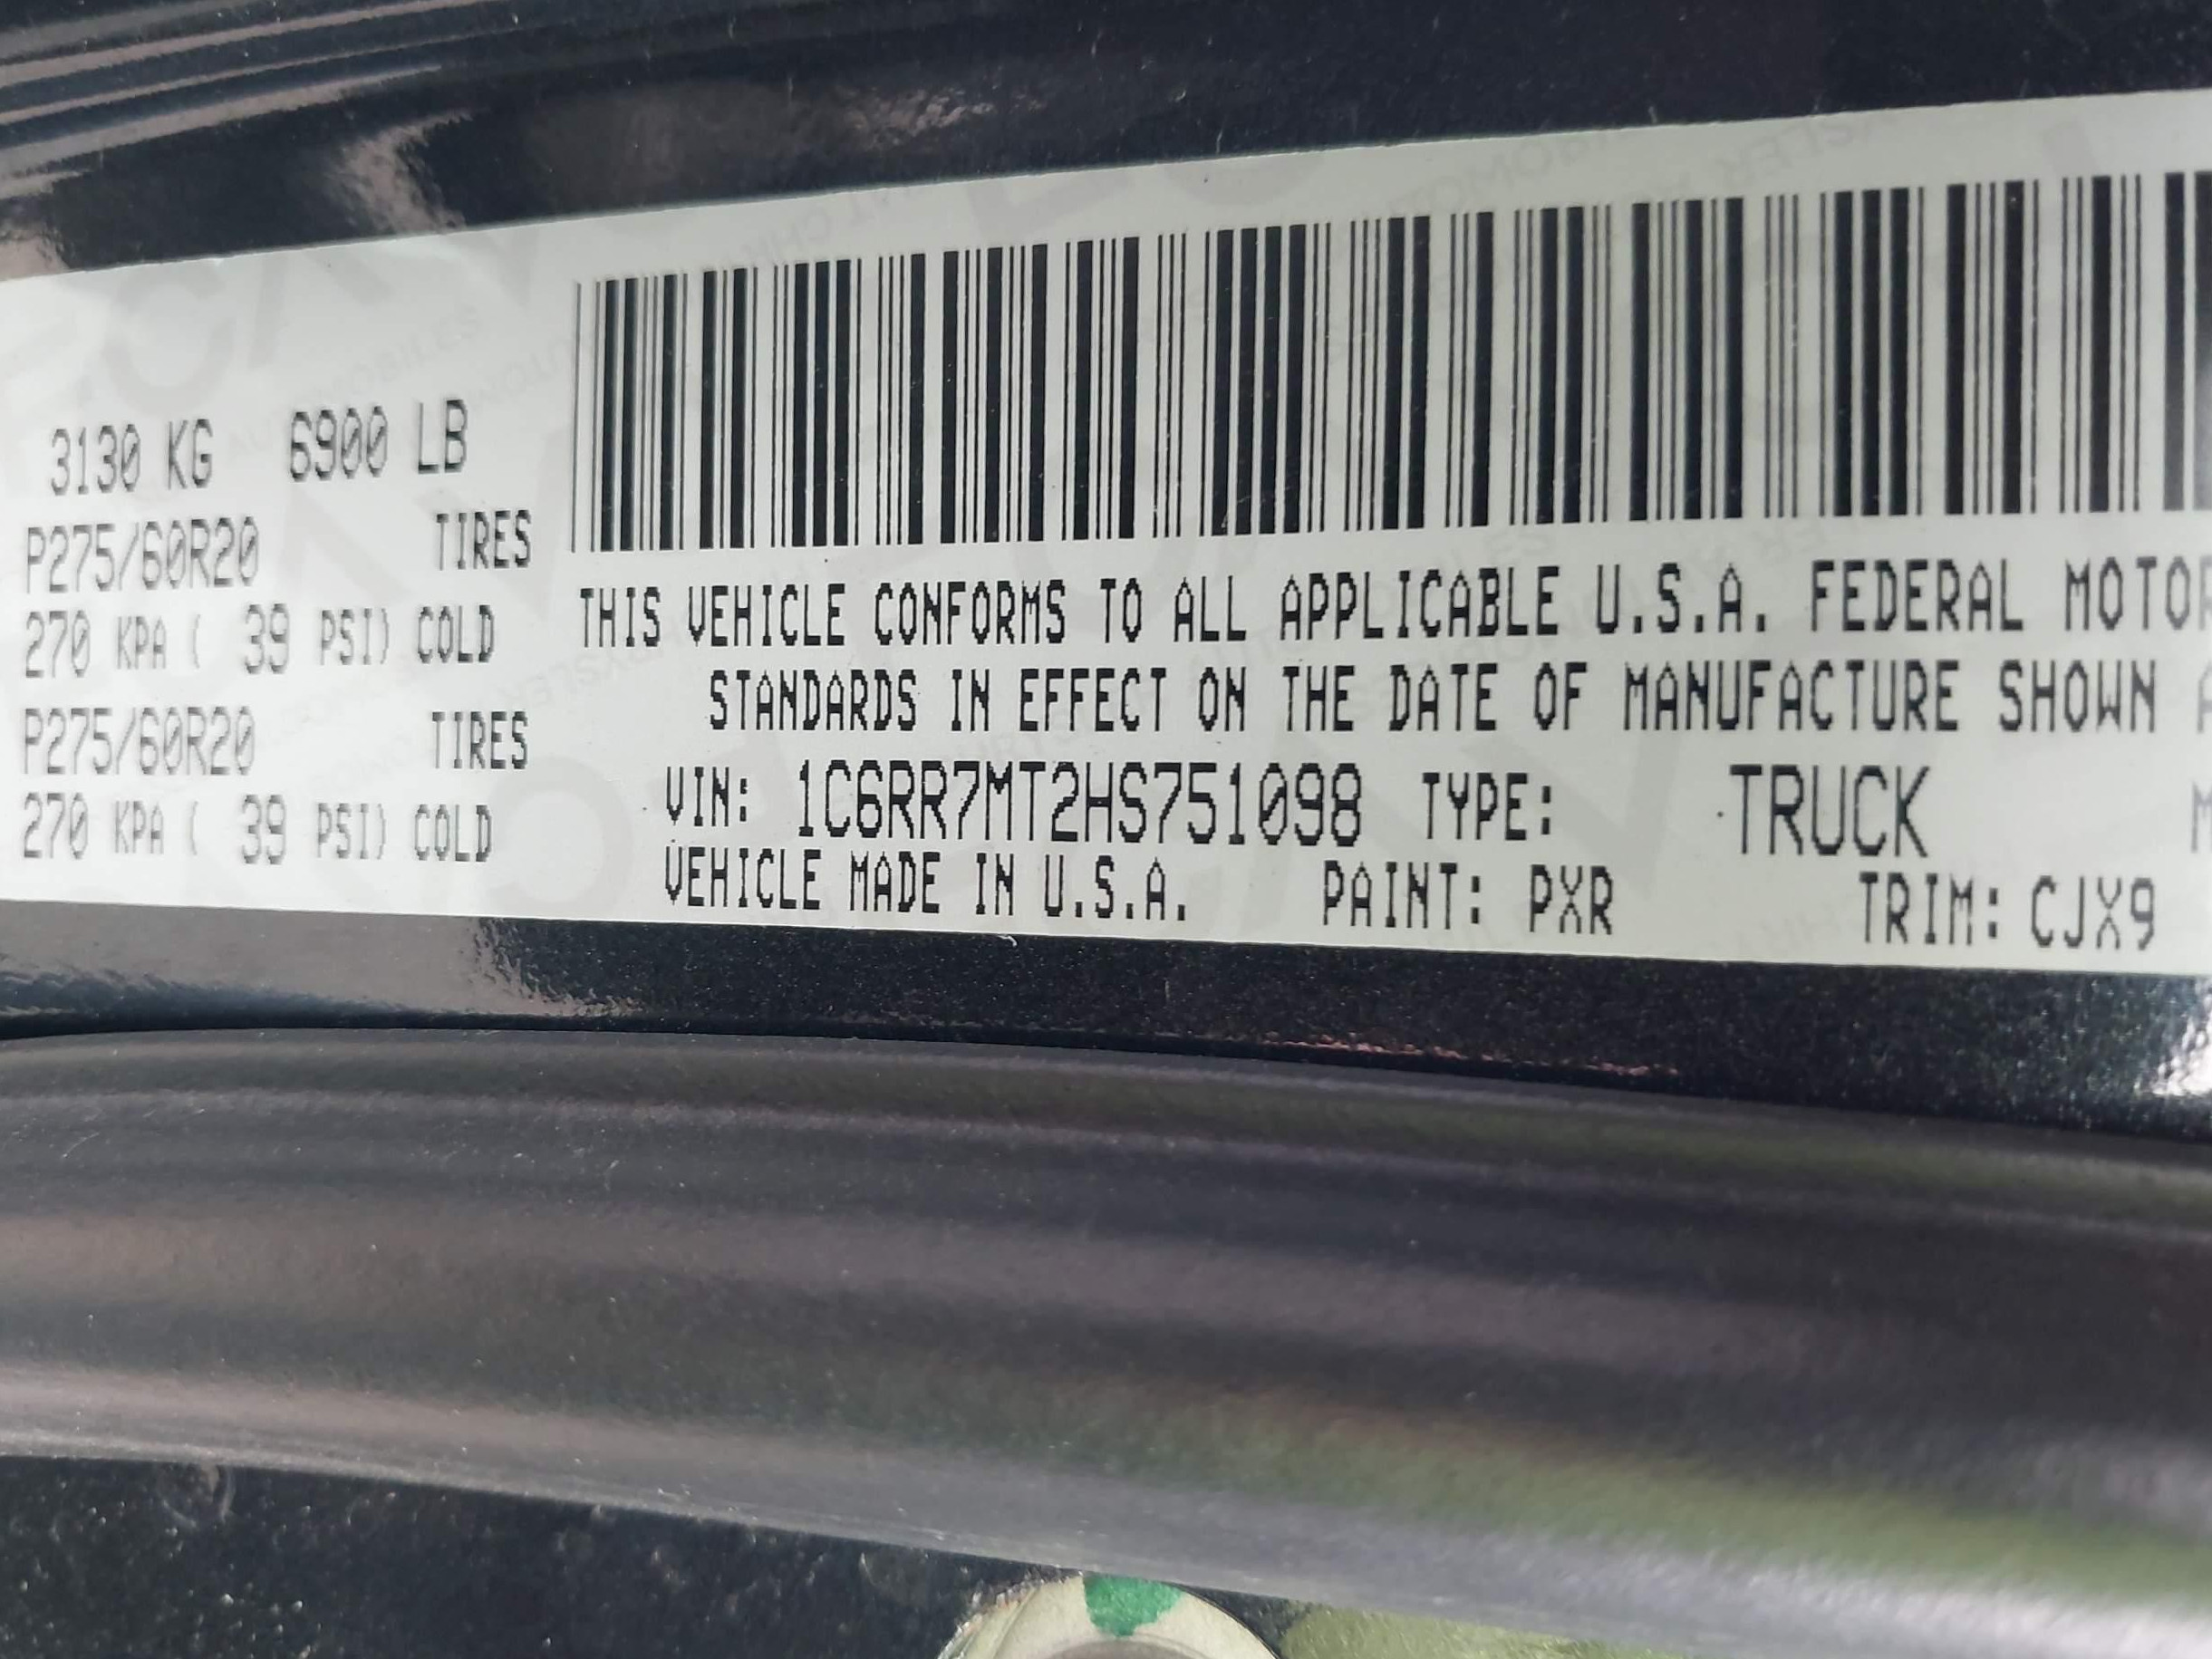 3130 KG 6900 LB
P275/60R20 TIRES
270 KPA ( 39 PSI) COLD
P275/60R20 TIRES
270 KPA ( 39 PSI) COLD
THIS VEHICLE CONFORMS TO ALL APPLICABLE U.S.A. FEDERAL MOTOR
STANDARDS IN EFFECT ON THE DATE OF MANUFACTURE SHOWN A
VIN: 1C6RR7MT2HS751098 TYPE: TRUCK M
VEHICLE MADE IN U.S.A. PAINT: PXR TRIM: CJX9